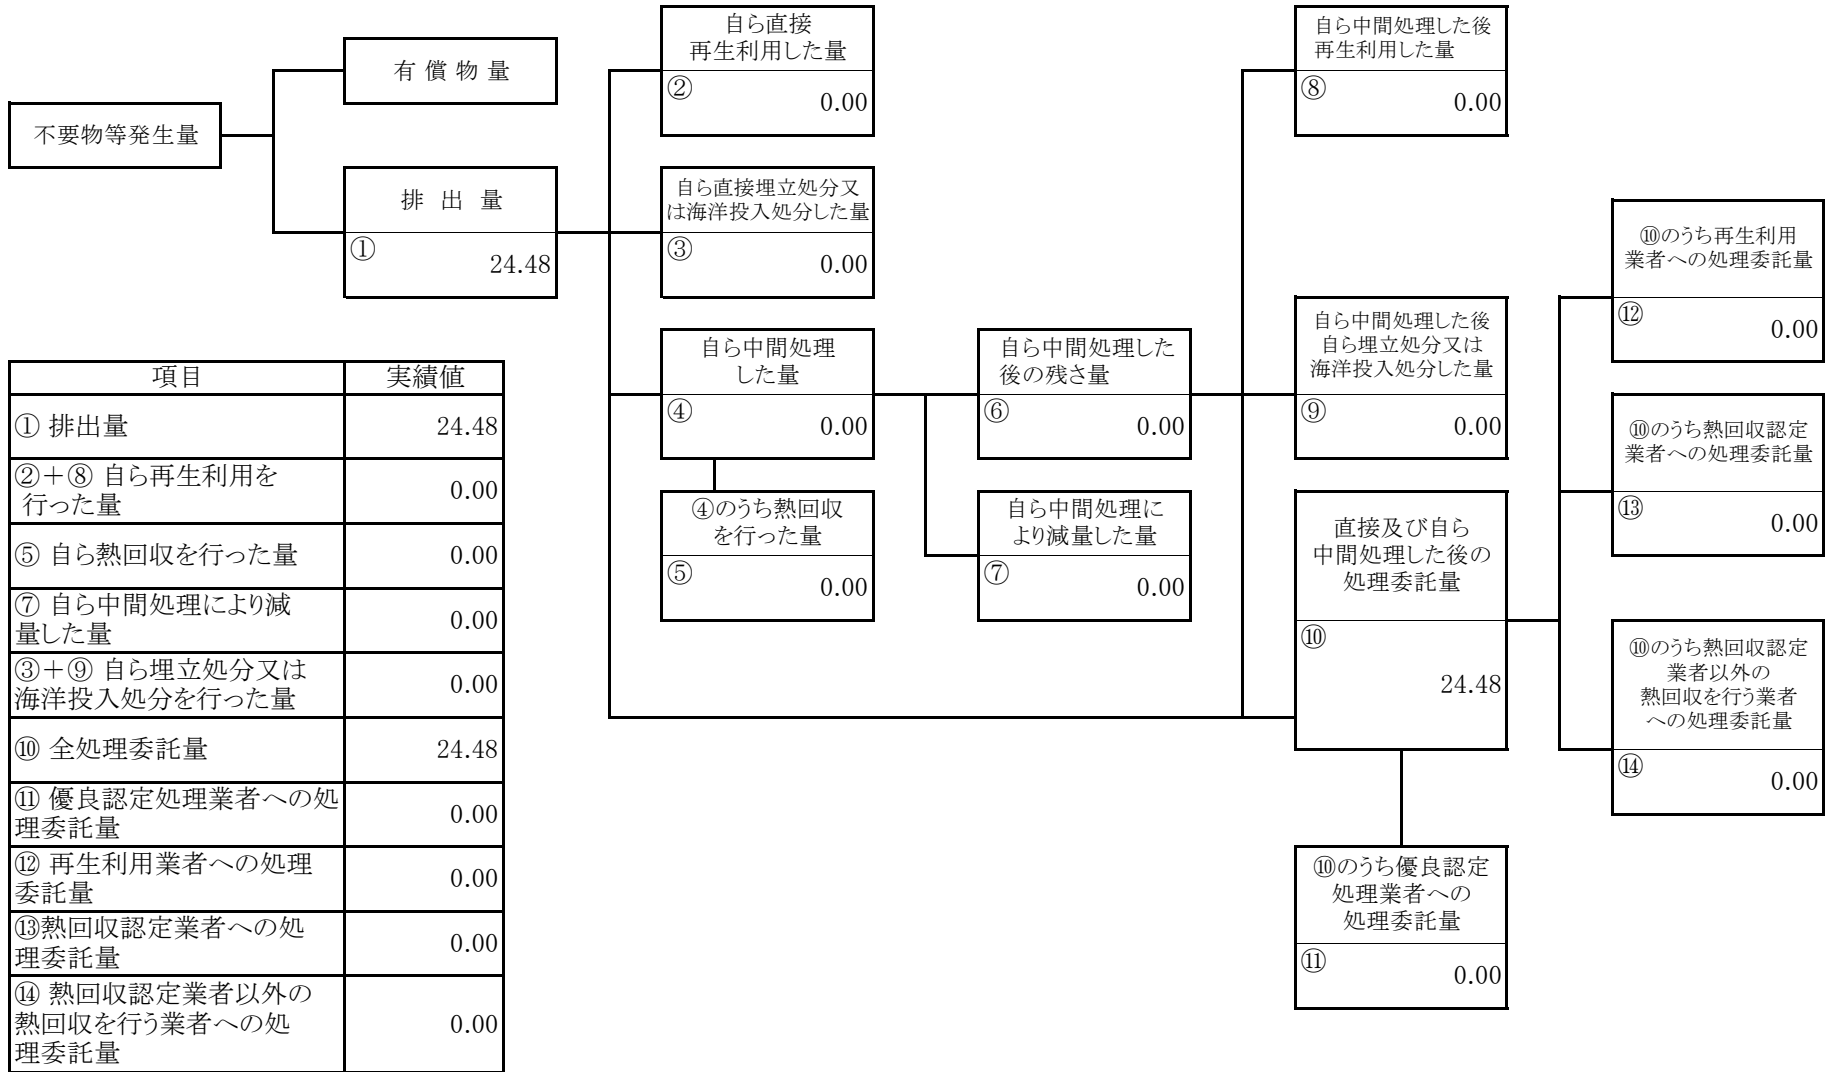 不要物等発生量
有 償 物 量
排 出 量
① 24.48
自ら直接
再生利用した量
② 0.00
自ら直接埋立処分又
は海洋投入処分した量
③ 0.00
自ら中間処理
した量
④ 0.00
④のうち熱回収
を行った量
⑤ 0.00
自ら中間処理した
後の残さ量
⑥ 0.00
自ら中間処理に
より減量した量
⑦ 0.00
自ら中間処理した後
再生利用した量
⑧ 0.00
自ら中間処理した後
自ら埋立処分又は
海洋投入処分した量
⑨ 0.00
直接及び自ら
中間処理した後の
処理委託量
⑩
24.48
⑩のうち優良認定
処理業者への
処理委託量
⑪ 0.00
⑩のうち再生利用
業者への処理委託量
⑫ 0.00
⑩のうち熱回収認定
業者への処理委託量
⑬ 0.00
⑩のうち熱回収認定
業者以外の
熱回収を行う業者
への処理委託量
⑭ 0.00
項目 実績値
① 排出量 24.48
②+⑧ 自ら再生利用を
行った量 0.00
⑤ 自ら熱回収を行った量 0.00
⑦ 自ら中間処理により減
量した量 0.00
③+⑨ 自ら埋立処分又は
海洋投入処分を行った量 0.00
⑩ 全処理委託量 24.48
⑪ 優良認定処理業者への処
理委託量 0.00
⑫ 再生利用業者への処理
委託量 0.00
⑬熱回収認定業者への処
理委託量 0.00
⑭ 熱回収認定業者以外の
熱回収を行う業者への処
理委託量 0.00